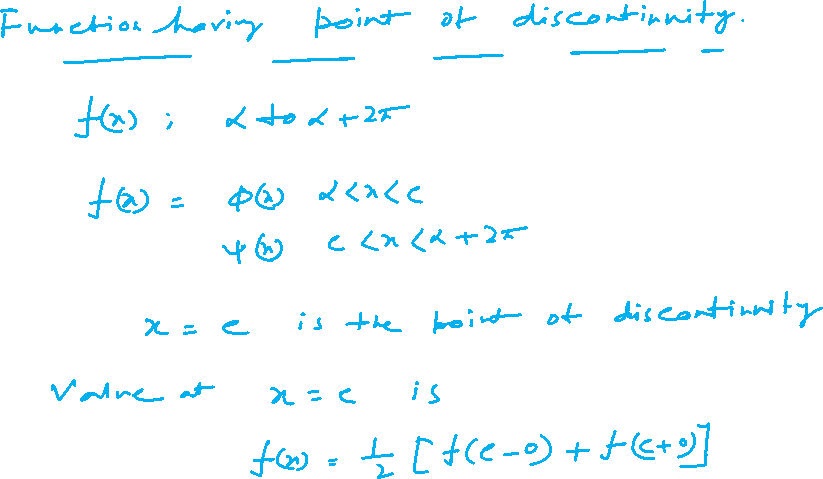 Function having point of discontinuity.
f(x) ; α to α + 2π
f(x) = φ(x) α < x < c
ψ(x) c < x < α + 2π
x = c is the point of discontinuity
Value at x = c is
f(x) = 1/2 [f(c-0) + f(c+0)]